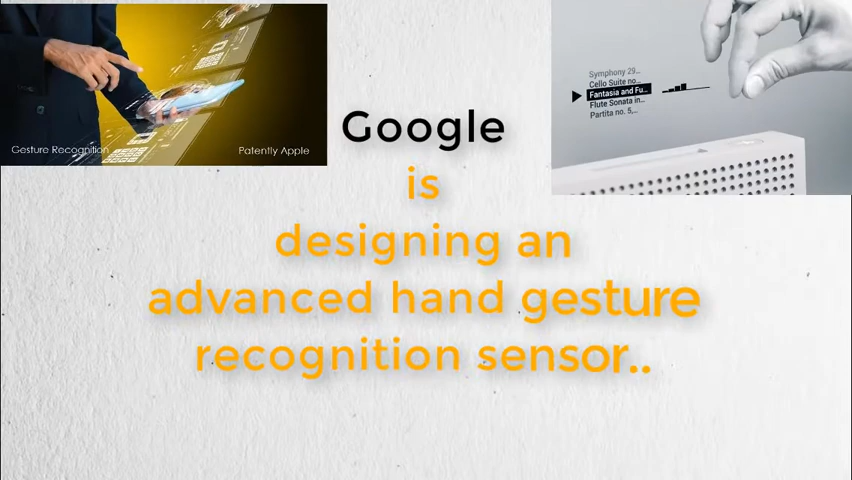 Gesture Recognition
Patently Apple
Symphony 29...
Cello Suite no...
Fantasia and Fu...
Flute Sonata in...
Partita no. 5,...
Google
is
designing an
advanced hand gesture
recognition sensor..